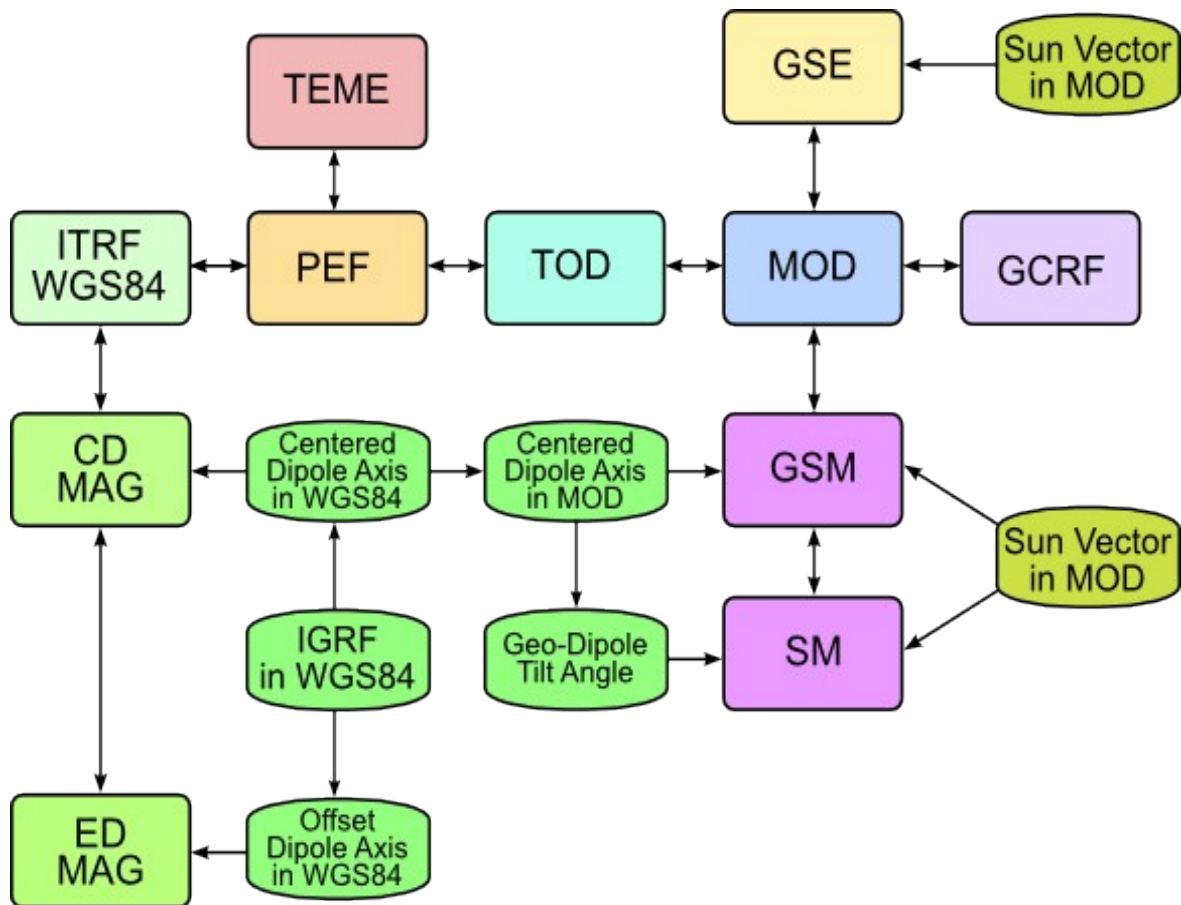 TEME
GSE
Sun Vector
in MOD
ITRF
WGS84
PEF
TOD
MOD
GCRF
CD
MAG
Centered
Dipole Axis
in WGS84
Centered
Dipole Axis
in MOD
GSM
Sun Vector
in MOD
IGRF
in WGS84
Geo-Dipole
Tilt Angle
SM
ED
MAG
Offset
Dipole Axis
in WGS84